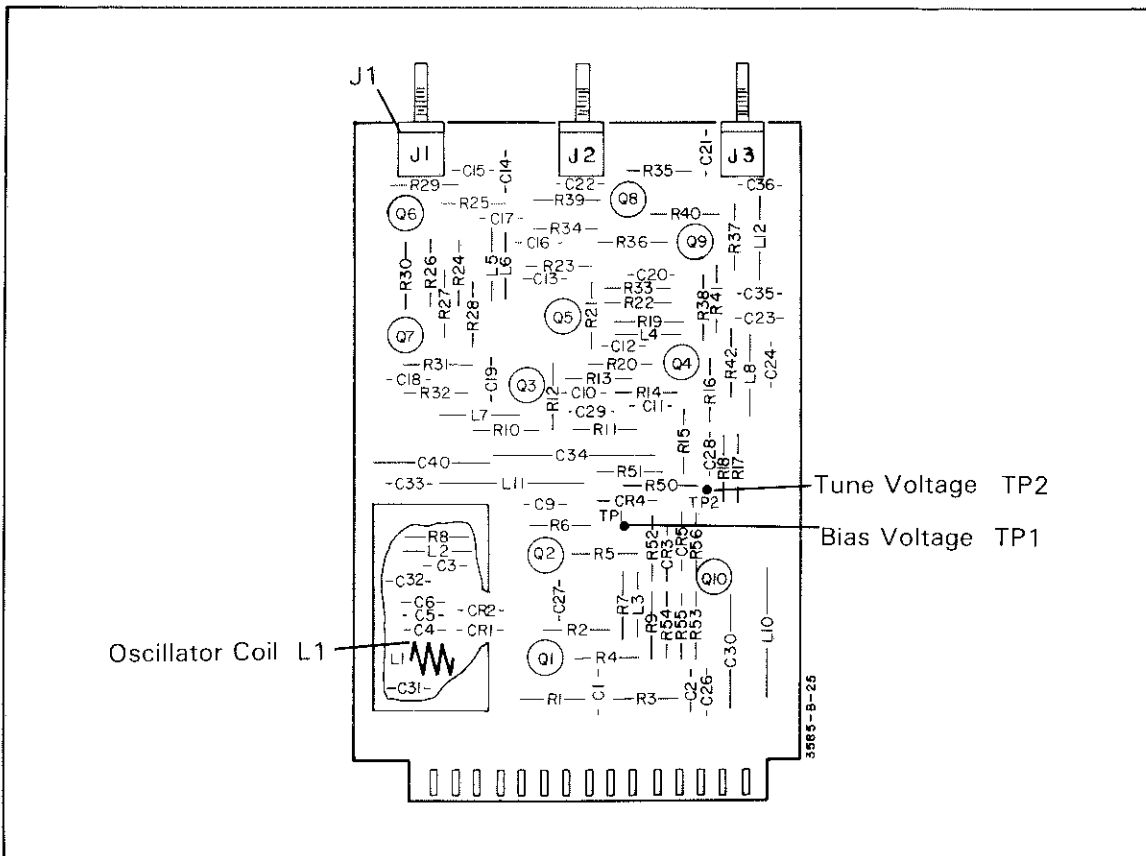 J1
J1 J2 J3
C21
C15 C14 R35
R29 C22 C36
R25 R39 Q8
Q6 C17 R40
R34 R37 L12
C16 R36 Q9
R30 R26 R24 L5 L6
R23
C13 C20
R27 R33 R38 R41 C35
R28 R22
Q5 R21 R19 C23
Q7 L4
C12
R31 R20 Q4 R42 L8 C24
C18 C19 Q3 R13 R16
R32 R12 C10 R14
C29 C11
L7
R10 R11 R15
C34 C28 R18 R17
C40 R51
C33 L11 R50 Tune Voltage TP2
C9 CR4 TP2
TP
R6 Bias Voltage TP1
R8 R52 CR3 CR5 R56
L2 Q2 R5
C3
C32 Q10
C6 C27 R7 L3
C5 CR2
C4 CR1 R2 R9 R54 R55 R53 C30 L10
Oscillator Coil L1 L1 Q1 R4
C31 C1 C2 C26
R1 R3
3585-B-25